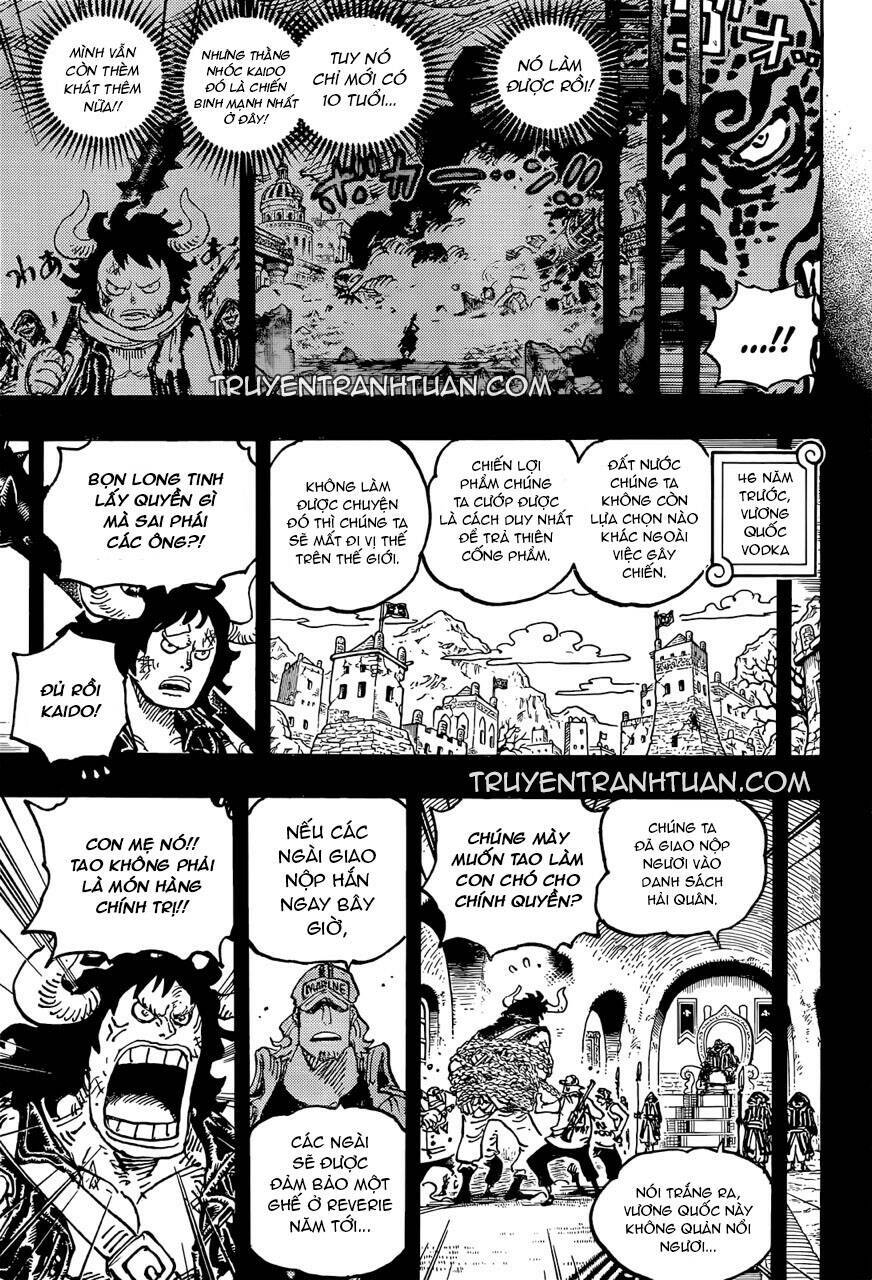 NÓ LÀM
ĐƯỢC RỒI!
TUY NÓ
CHỈ MỚI CÓ
10 TUỔI...
NHƯNG THẰNG
NHÓC KAIDO
ĐÓ LÀ CHIẾN
BINH MẠNH NHẤT
Ở ĐÂY!
MÌNH VẪN
CÒN THÈM
KHÁT THÊM
NỮA!!
...!!
ドカーーン
わあ
TRUYENTRANHTUAN.COM
46 NĂM
TRƯỚC,
VƯƠNG
QUỐC
VODKA
ĐẤT NƯỚC
CHÚNG TA
KHÔNG CÒN
LỰA CHỌN NÀO
KHÁC NGOÀI
VIỆC GÂY
CHIẾN.
CHIẾN LỢI
PHẨM CHÚNG
TA CƯỚP ĐƯỢC
LÀ CÁCH DUY NHẤT
ĐỂ TRẢ THIÊN
CỐNG PHẨM.
KHÔNG LÀM
ĐƯỢC CHUYỆN
ĐÓ THÌ CHÚNG TA
SẼ MẤT ĐI VỊ THẾ
TRÊN THẾ GIỚI.
BỌN LONG TINH
LẤY QUYỀN GÌ
MÀ SAI PHÁI
CÁC ÔNG?!
ĐỦ RỒI
KAIDO!
TRUYENTRANHTUAN.COM
CHÚNG TA
ĐÃ GIAO NỘP
NGƯƠI VÀO
DANH SÁCH
HẢI QUÂN.
CHÚNG MÀY
MUỐN TAO LÀM
CON CHÓ CHO
CHÍNH QUYỀN?
NÓI TRẮNG RA,
VƯƠNG QUỐC NÀY
KHÔNG QUẢN NỔI
NGƯƠI...
NẾU CÁC
NGÀI GIAO
NỘP HẮN
NGAY BÂY
GIỜ,
MARINE
CÁC NGÀI
SẼ ĐƯỢC
ĐẢM BẢO MỘT
GHẾ Ở REVERIE
NĂM TỚI...
CON MẸ NÓ!!
TAO KHÔNG PHẢI
LÀ MÓN HÀNG
CHÍNH TRỊ!!